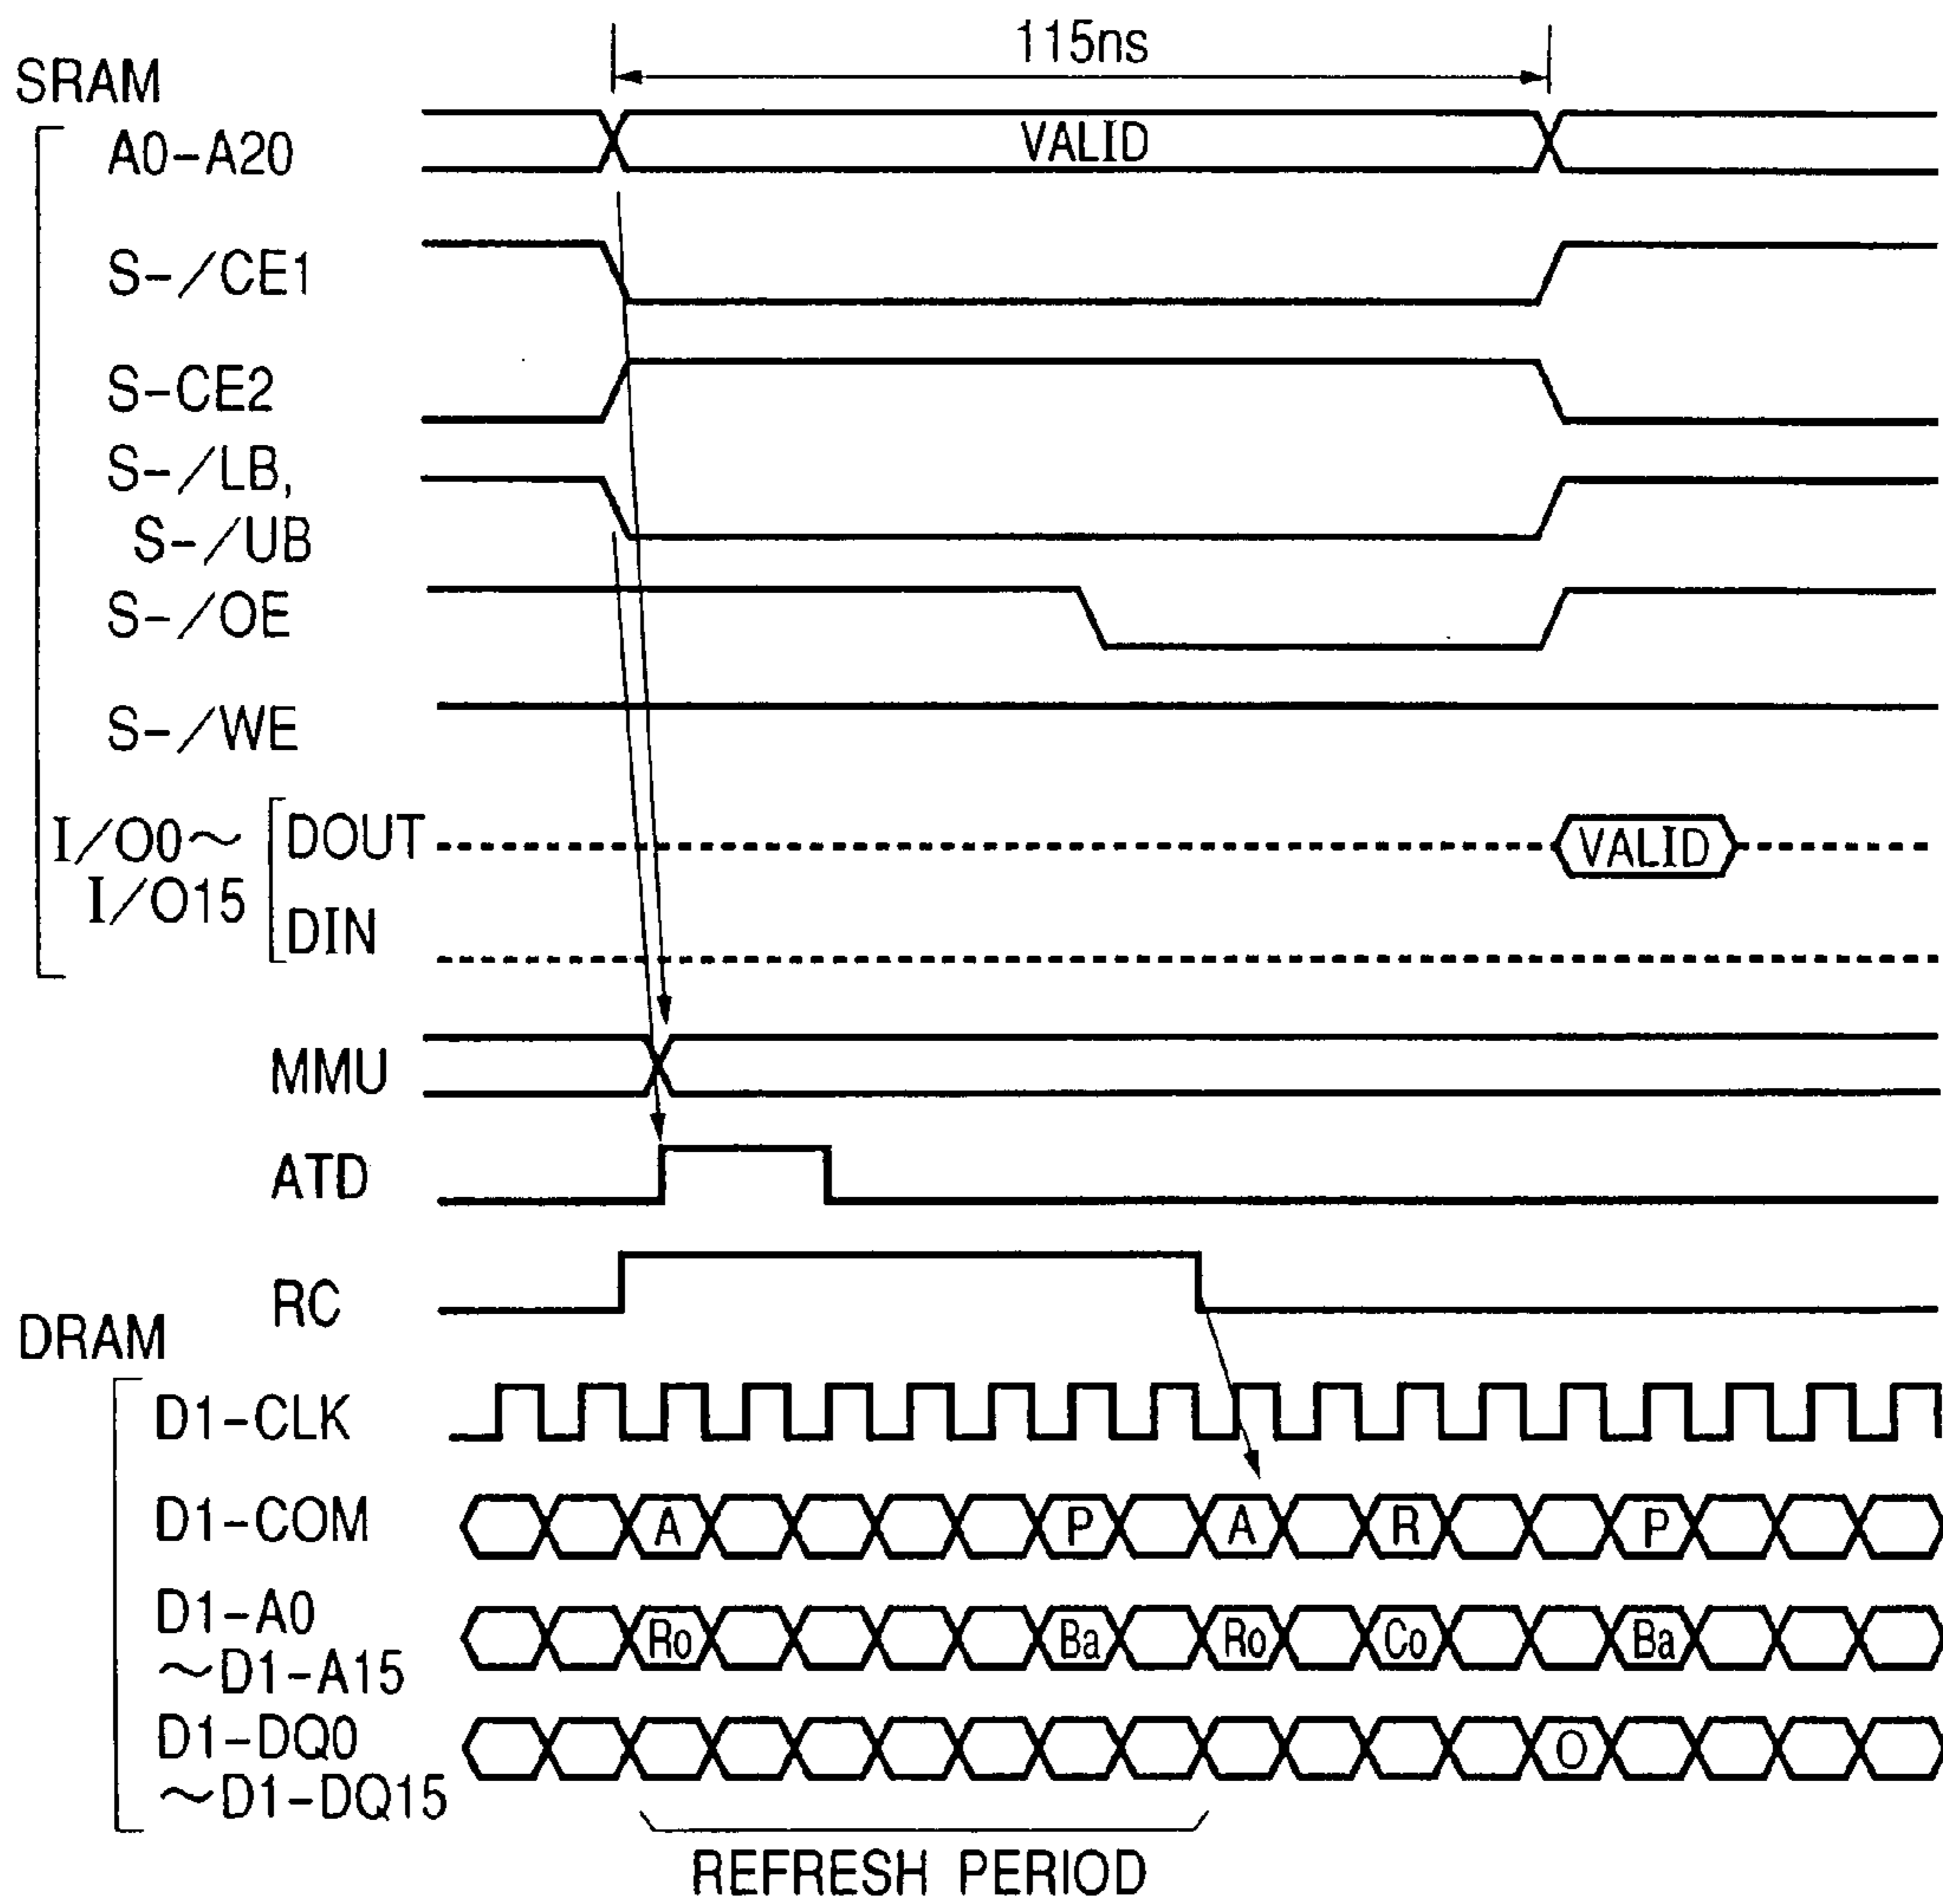 115ns
SRAM
A0-A20 VALID
S-/CE1
S-CE2
S-/LB,
S-/UB
S-/OE
S-/WE
I/O0~ DOUT VALID
I/O15
DIN
MMU
ATD
RC
DRAM
D1-CLK
D1-COM A P A R P
D1-A0
~D1-A15 Ro Ba Ro Co Ba
D1-DQ0
~D1-DQ15 O
REFRESH PERIOD